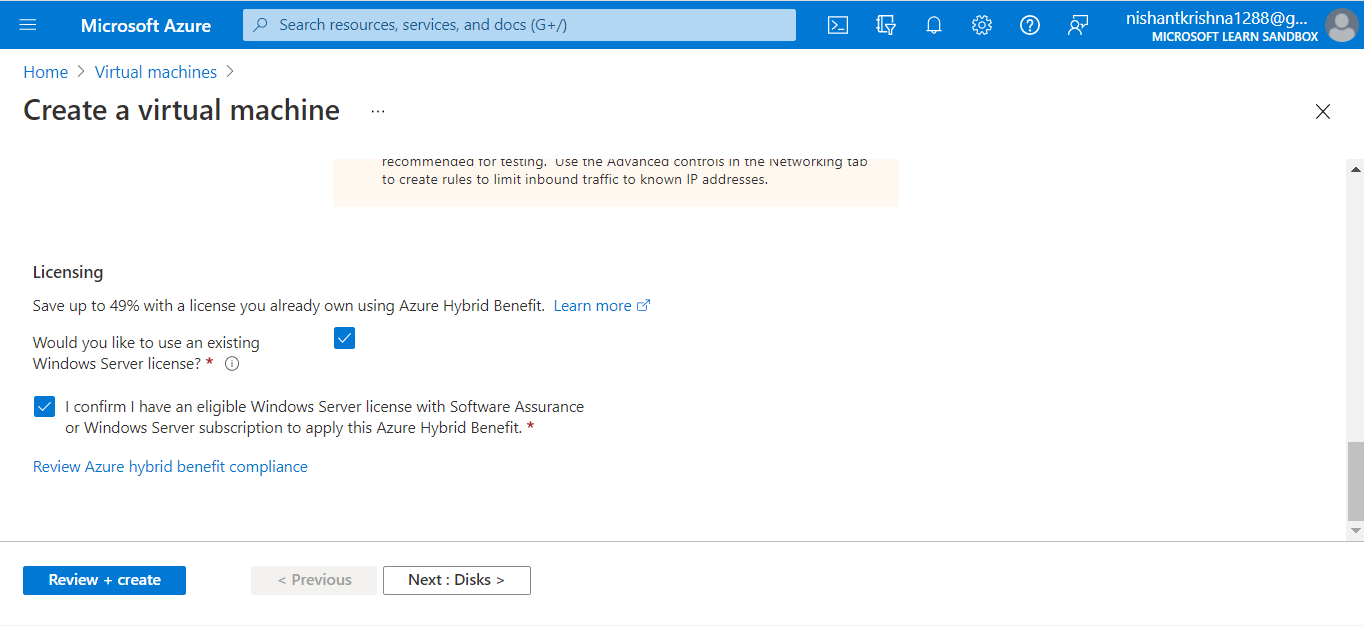 Microsoft Azure
Search resources, services, and docs (G+/)
nishantkrishna1288@g...
MICROSOFT LEARN SANDBOX
Home > Virtual machines >
Create a virtual machine ...
recommended for testing. Use the Advanced controls in the Networking tab
to create rules to limit inbound traffic to known IP addresses.
Licensing
Save up to 49% with a license you already own using Azure Hybrid Benefit. Learn more
Would you like to use an existing
Windows Server license? *
I confirm I have an eligible Windows Server license with Software Assurance
or Windows Server subscription to apply this Azure Hybrid Benefit. *
Review Azure hybrid benefit compliance
Review + create
< Previous
Next : Disks >